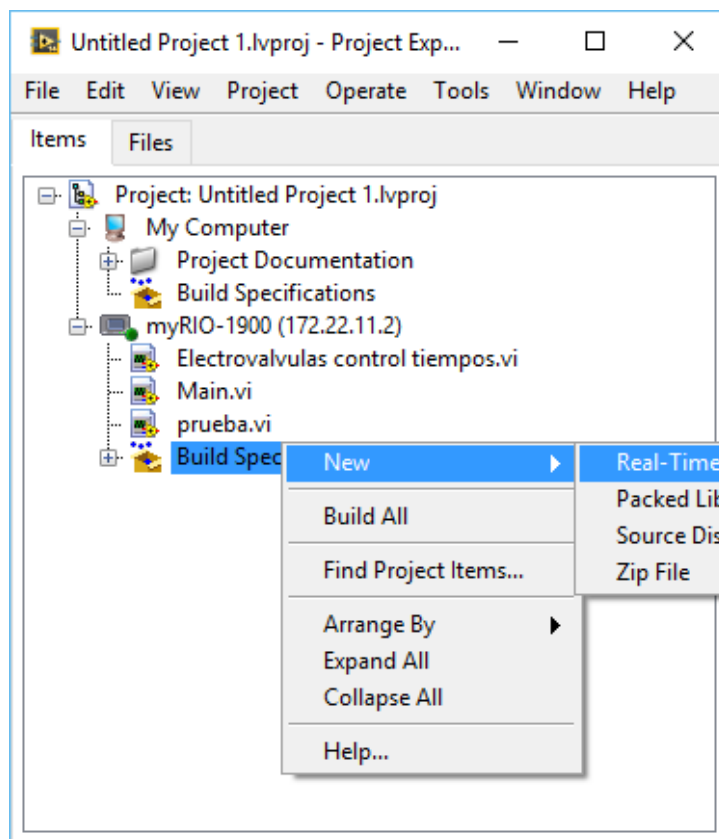 Untitled Project 1.lvproj - Project Exp...
File Edit View Project Operate Tools Window Help
Items Files
Project: Untitled Project 1.lvproj
My Computer
Project Documentation
Build Specifications
myRIO-1900 (172.22.11.2)
Electrovalvulas control tiempos.vi
Main.vi
prueba.vi
Build Spec
New
Build All
Find Project Items...
Arrange By
Expand All
Collapse All
Help...
Real-Time
Packed Lib
Source Dis
Zip File